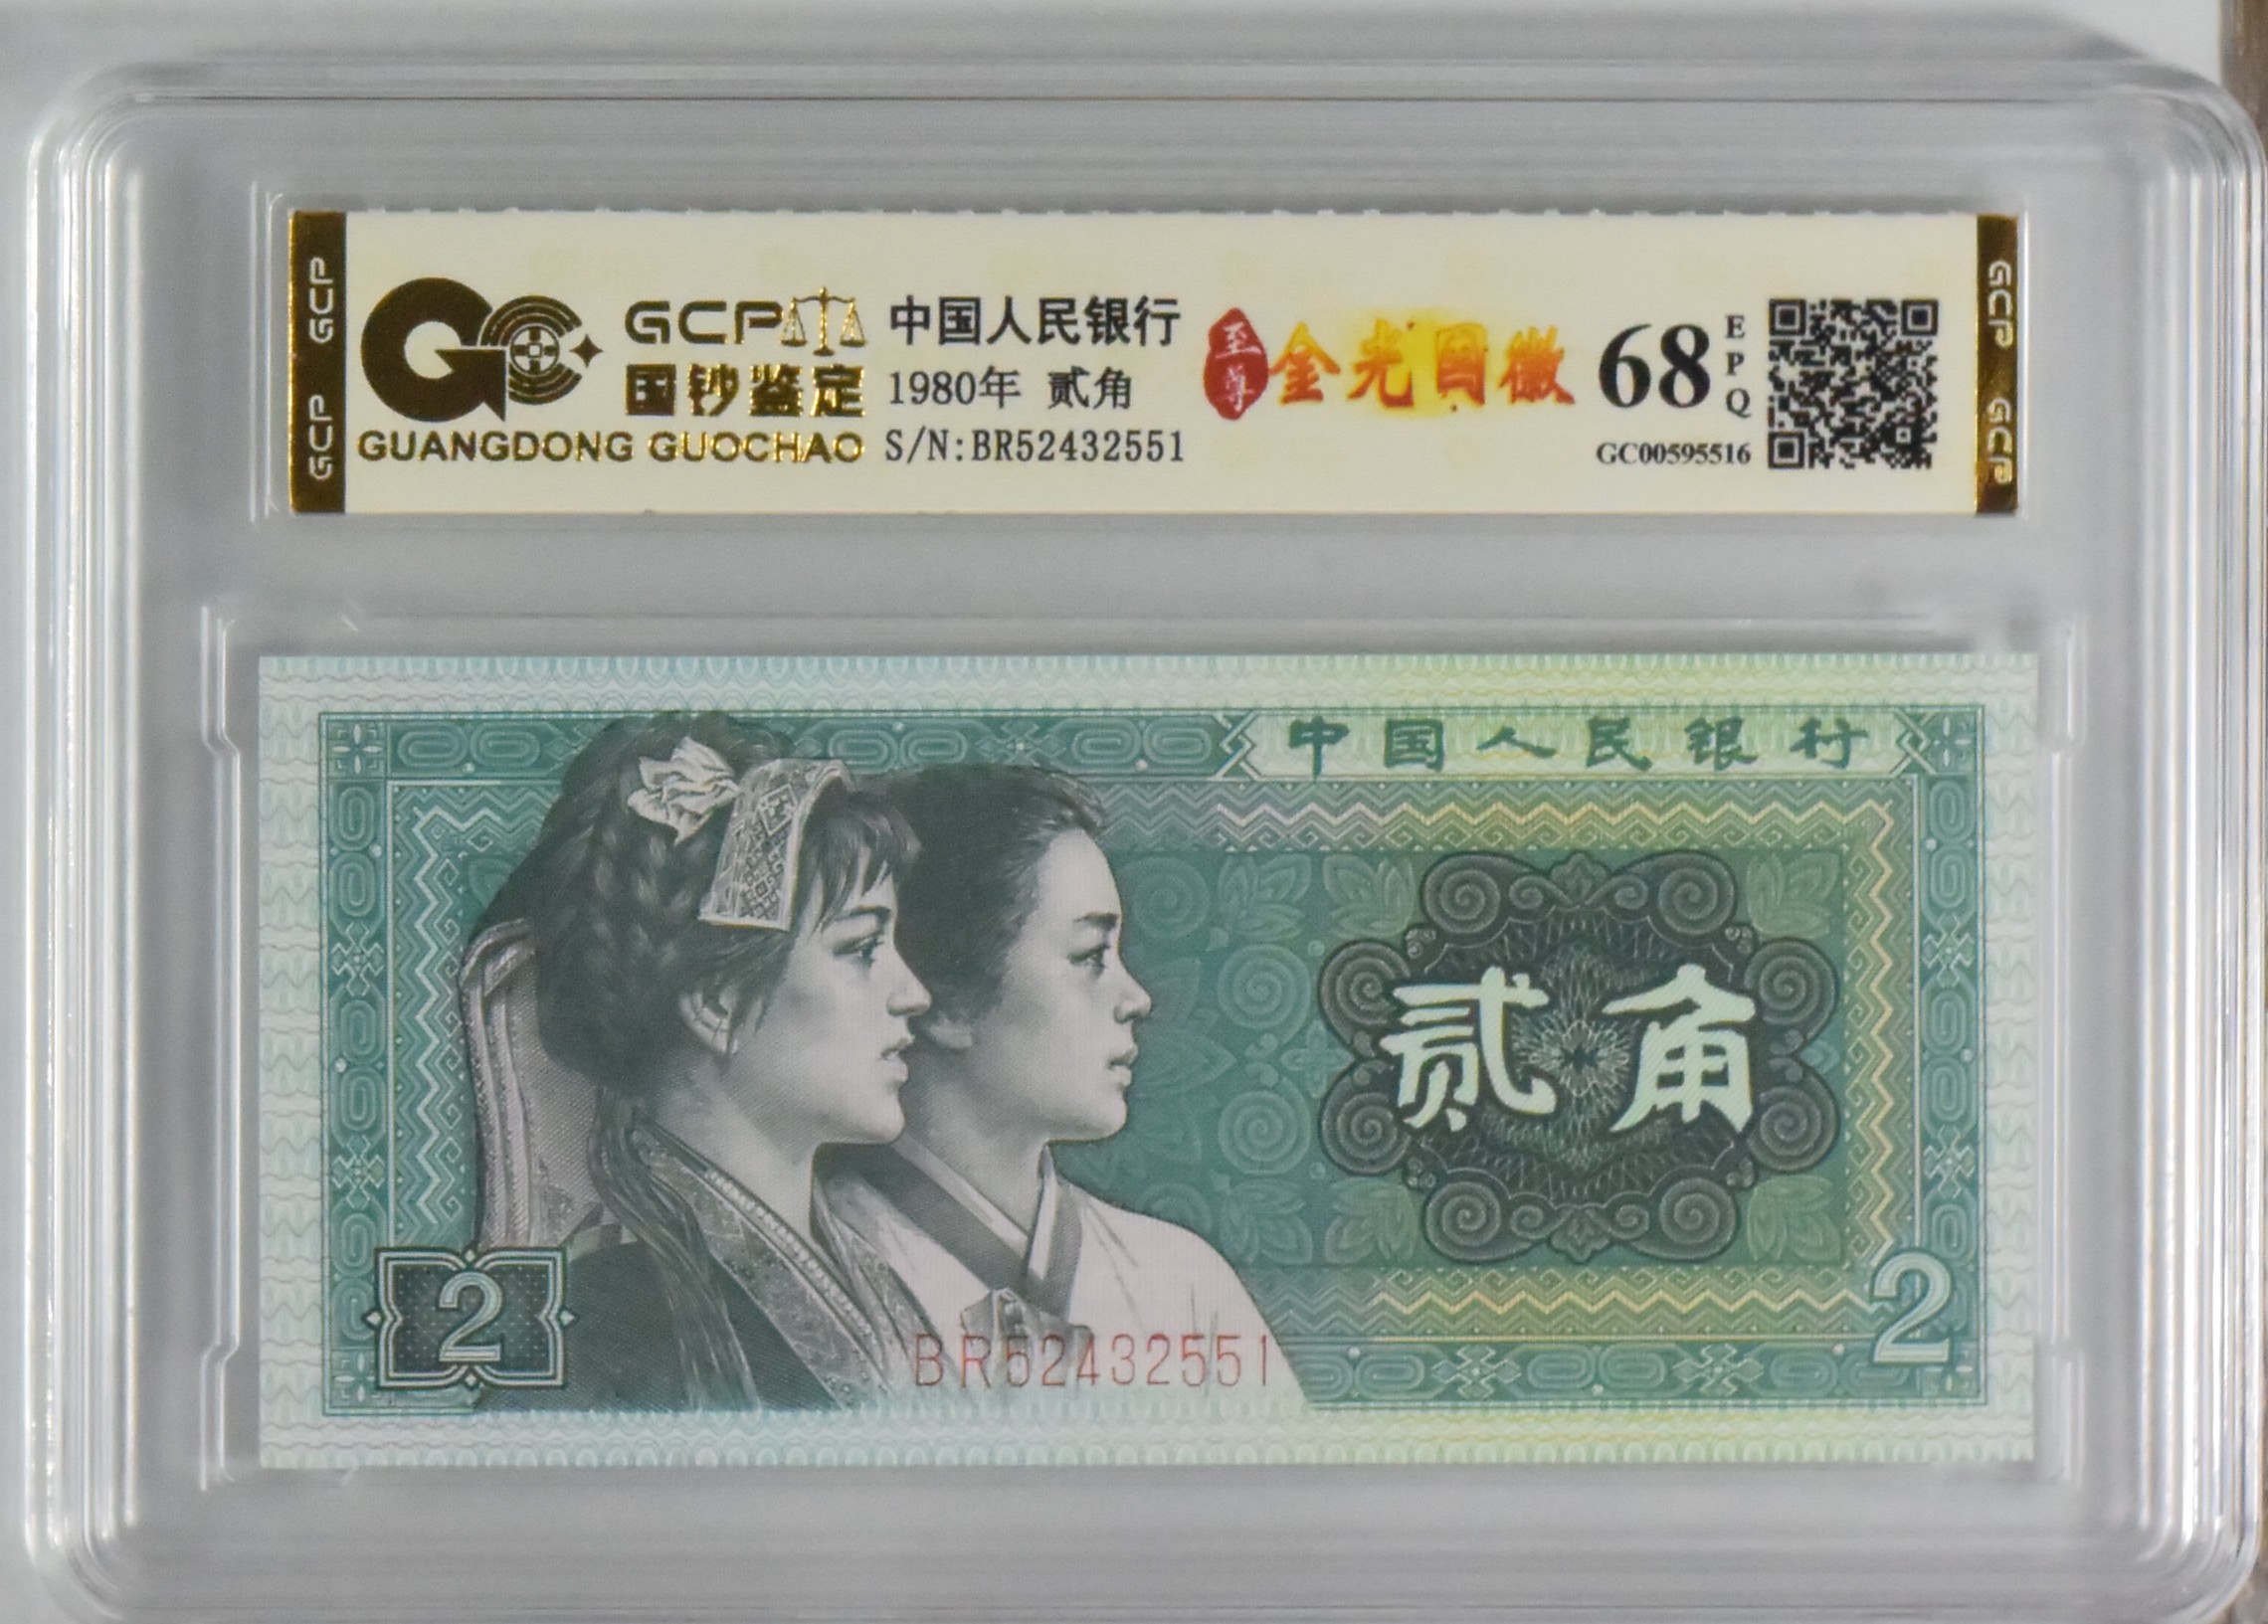 GCP GCP
GCP
国钞鉴定
GUANGDONG GUOCHAO
中国人民银行
1980年 贰角
S/N:BR52432551
至尊
金光国徽
68
EPQ
GC00595516
GCP GCP
中国人民银行
贰角
2
2
BR52432551